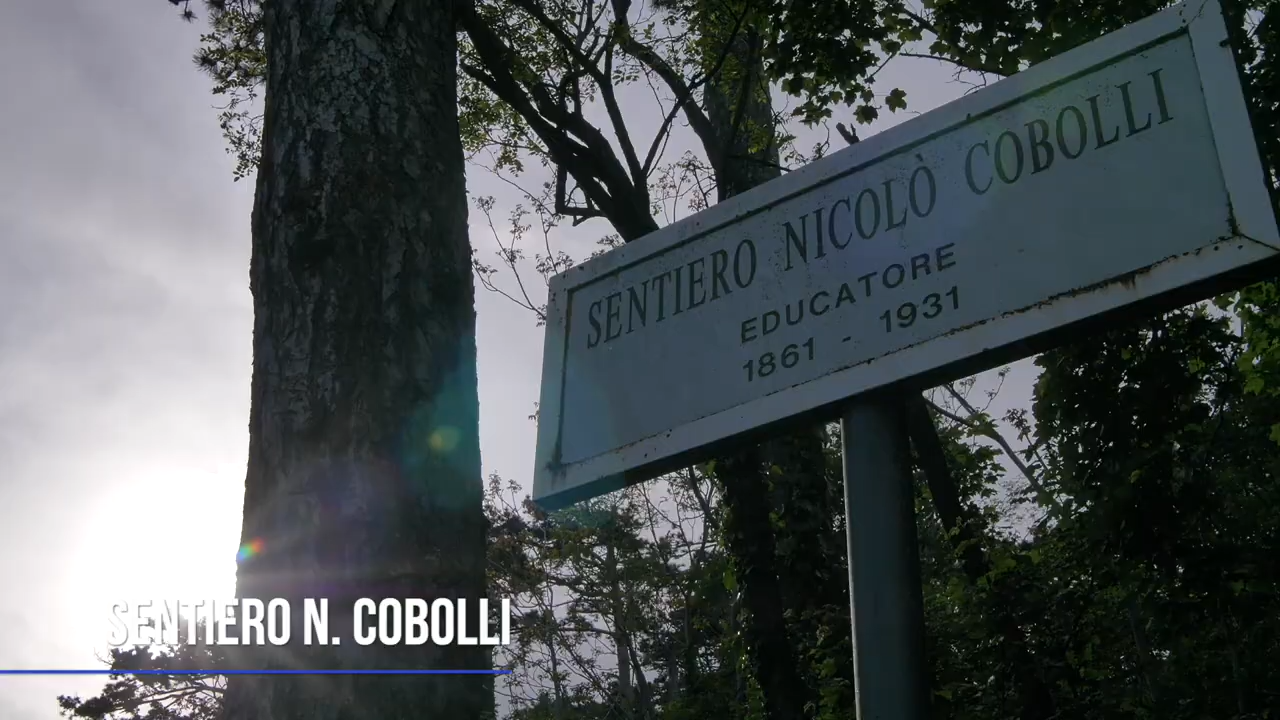 SENTIERO NICOLÒ COBOLLI
EDUCATORE
1861 - 1931
SENTIERO N. COBOLLI